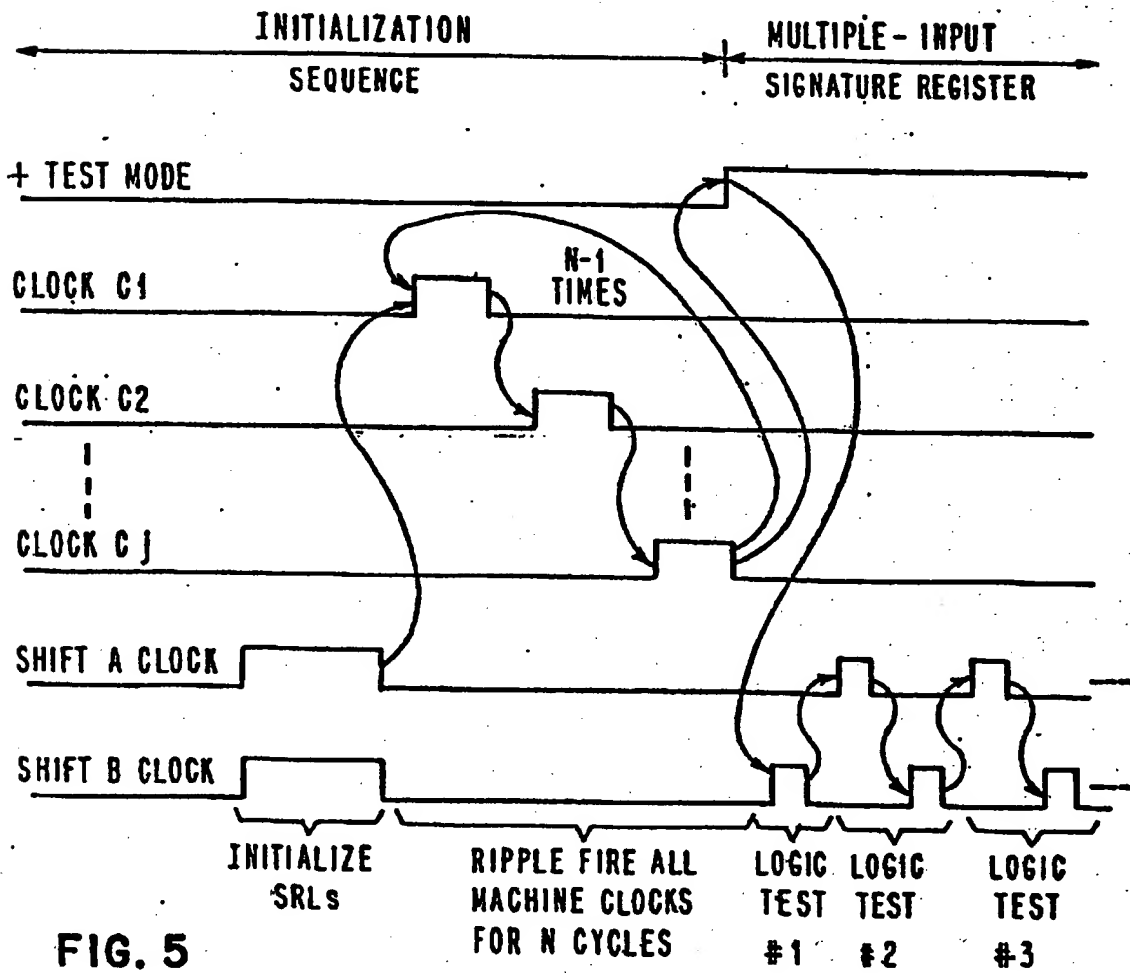 INITIALIZATION
SEQUENCE
MULTIPLE-INPUT
SIGNATURE REGISTER
+ TEST MODE
CLOCK C1
N-1
TIMES
CLOCK C2
CLOCK Cj
SHIFT A CLOCK
SHIFT B CLOCK
INITIALIZE
SRLs
RIPPLE FIRE ALL
MACHINE CLOCKS
FOR N CYCLES
LOGIC
TEST
#1
LOGIC
TEST
#2
LOGIC
TEST
#3
FIG. 5